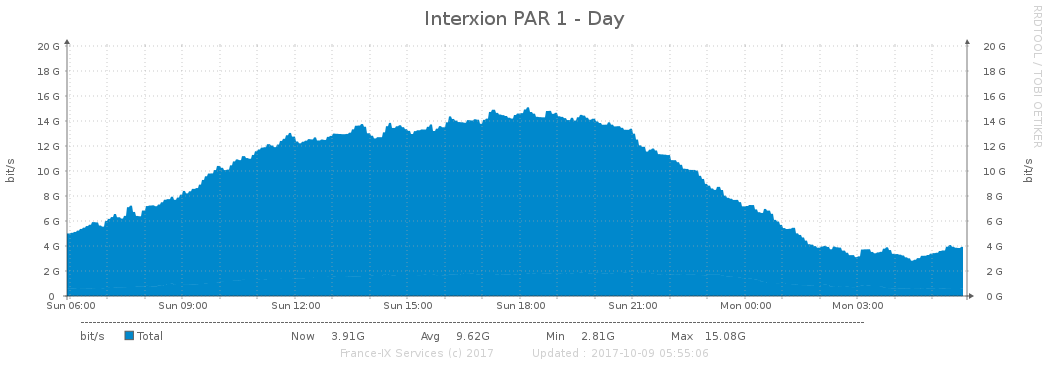 Interxion PAR 1 - Day
RRDTOOL / TOBI OETIKER
20 G 20 G
18 G 18 G
16 G 16 G
14 G 14 G
12 G 12 G
10 G 10 G
8 G 8 G
6 G 6 G
4 G 4 G
2 G 2 G
0 0 G
bit/s bit/s
Sun 06:00 Sun 09:00 Sun 12:00 Sun 15:00 Sun 18:00 Sun 21:00 Mon 00:00 Mon 03:00
bit/s Total Now 3.91G Avg 9.62G Min 2.81G Max 15.08G
France-IX Services (c) 2017 Updated : 2017-10-09 05:55:06